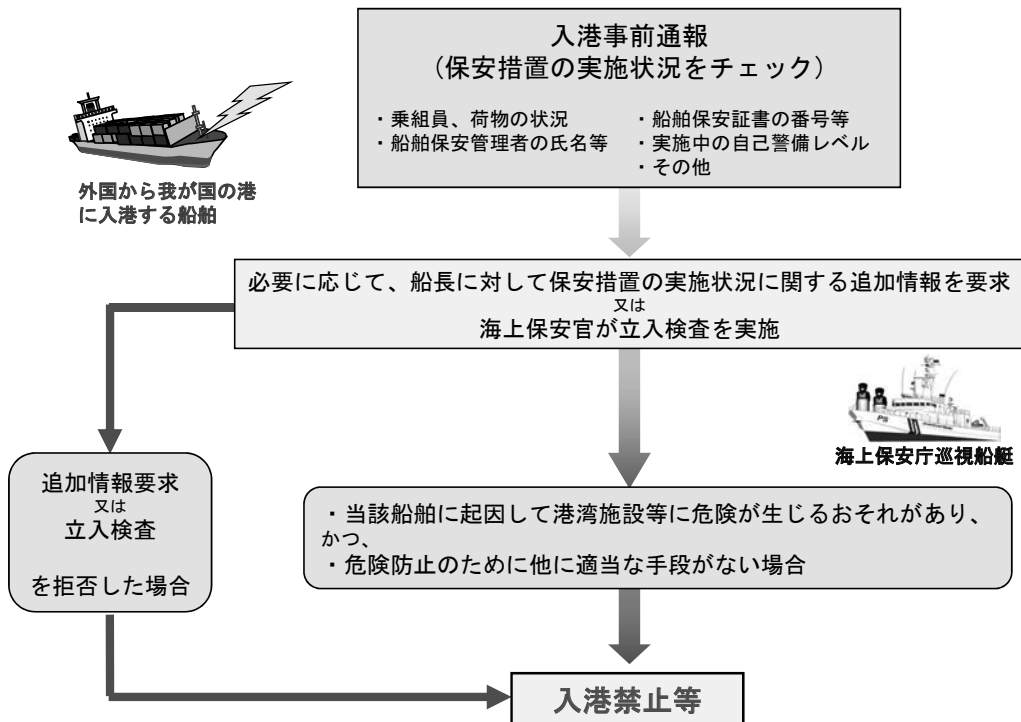 入港事前通報
（保安措置の実施状況をチェック）
・乗組員、荷物の状況
・船舶保安管理者の氏名等
・船舶保安証書の番号等
・実施中の自己警備レベル
・その他
外国から我が国の港
に入港する船舶
必要に応じて、船長に対して保安措置の実施状況に関する追加情報を要求
又は
海上保安官が立入検査を実施
PS
海上保安庁巡視船艇
追加情報要求
又は
立入検査
を拒否した場合
・当該船舶に起因して港湾施設等に危険が生じるおそれがあり、
かつ、
・危険防止のために他に適当な手段がない場合
入港禁止等